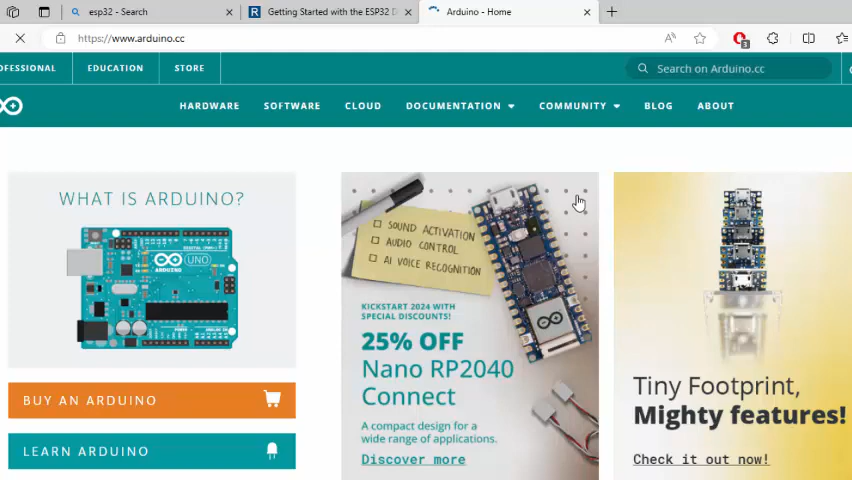 esp32 - Search
Getting Started with the ESP32 D
Arduino - Home
https://www.arduino.cc
3
OFESSIONAL
EDUCATION
STORE
Search on Arduino.cc
HARDWARE
SOFTWARE
CLOUD
DOCUMENTATION
COMMUNITY
BLOG
ABOUT
WHAT IS ARDUINO?
UNO
BUY AN ARDUINO
LEARN ARDUINO
SOUND ACTIVATION
AUDIO CONTROL
AI VOICE RECOGNITION
KICKSTART 2024 WITH
SPECIAL DISCOUNTS!
25% OFF
Nano RP2040
Connect
A compact design for a
wide range of applications.
Discover more
Tiny Footprint,
Mighty features!
Check it out now!